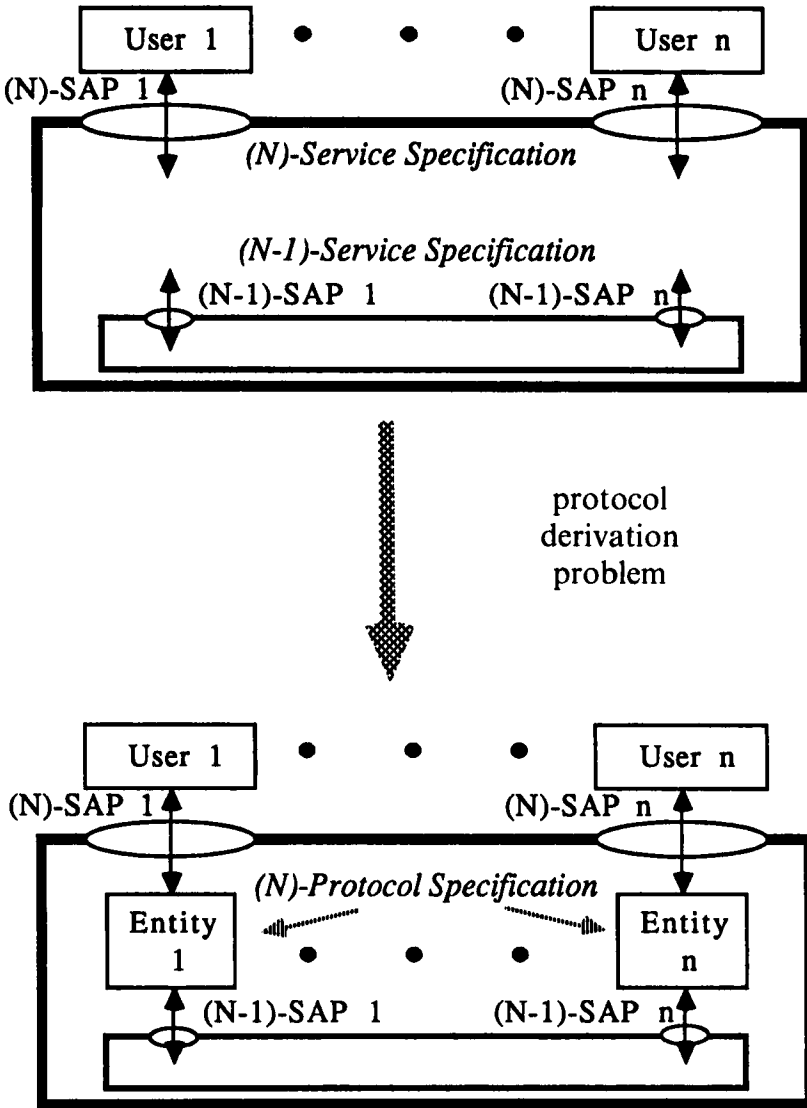 User 1
User n
(N)-SAP 1
(N)-SAP n
(N)-Service Specification
(N-1)-Service Specification
(N-1)-SAP 1
(N-1)-SAP n
protocol
derivation
problem
User 1
User n
(N)-SAP 1
(N)-SAP n
(N)-Protocol Specification
Entity
1
Entity
n
(N-1)-SAP 1
(N-1)-SAP n